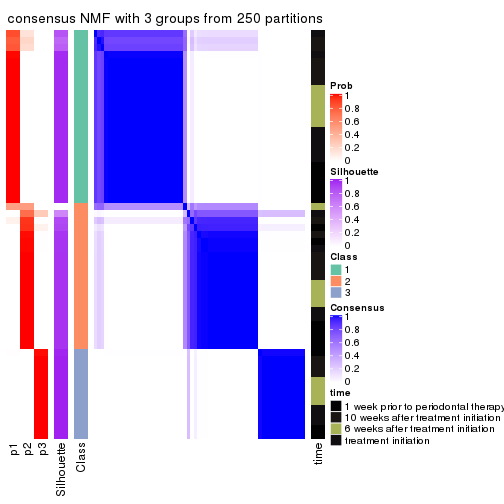 consensus NMF with 3 groups from 250 partitions
Prob
1
0.8
0.6
0.4
0.2
0
Silhouette
1
0.8
0.6
0.4
0.2
0
Class
1
2
3
Consensus
1
0.8
0.6
0.4
0.2
0
time
1 week prior to periodontal therapy
10 weeks after treatment initiation
6 weeks after treatment initiation
treatment initiation
p1
p2
p3
Silhouette
Class
time